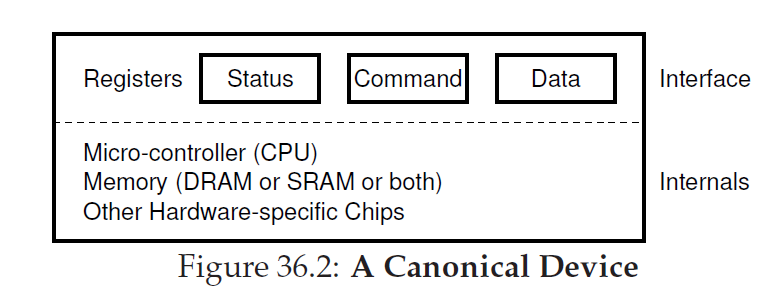 Registers Status Command Data Interface
Micro-controller (CPU)
Memory (DRAM or SRAM or both) Internals
Other Hardware-specific Chips
Figure 36.2: A Canonical Device